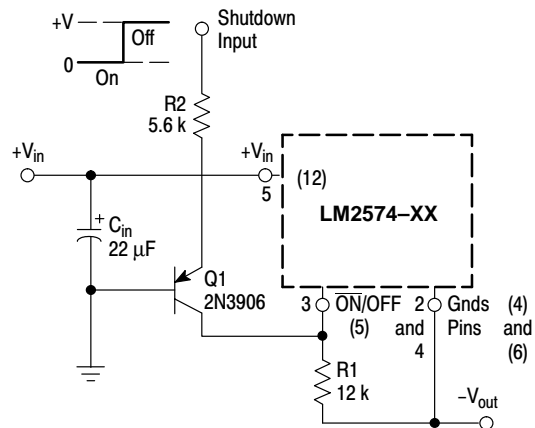 +V
Off
0
On
Shutdown
Input
R2
5.6 k
+Vin
+Vin
5
(12)
LM2574–XX
+
Cin
22 μF
Q1
2N3906
3
ON/OFF
(5)
2
and
4
Gnds
Pins
(4)
and
(6)
R1
12 k
–Vout